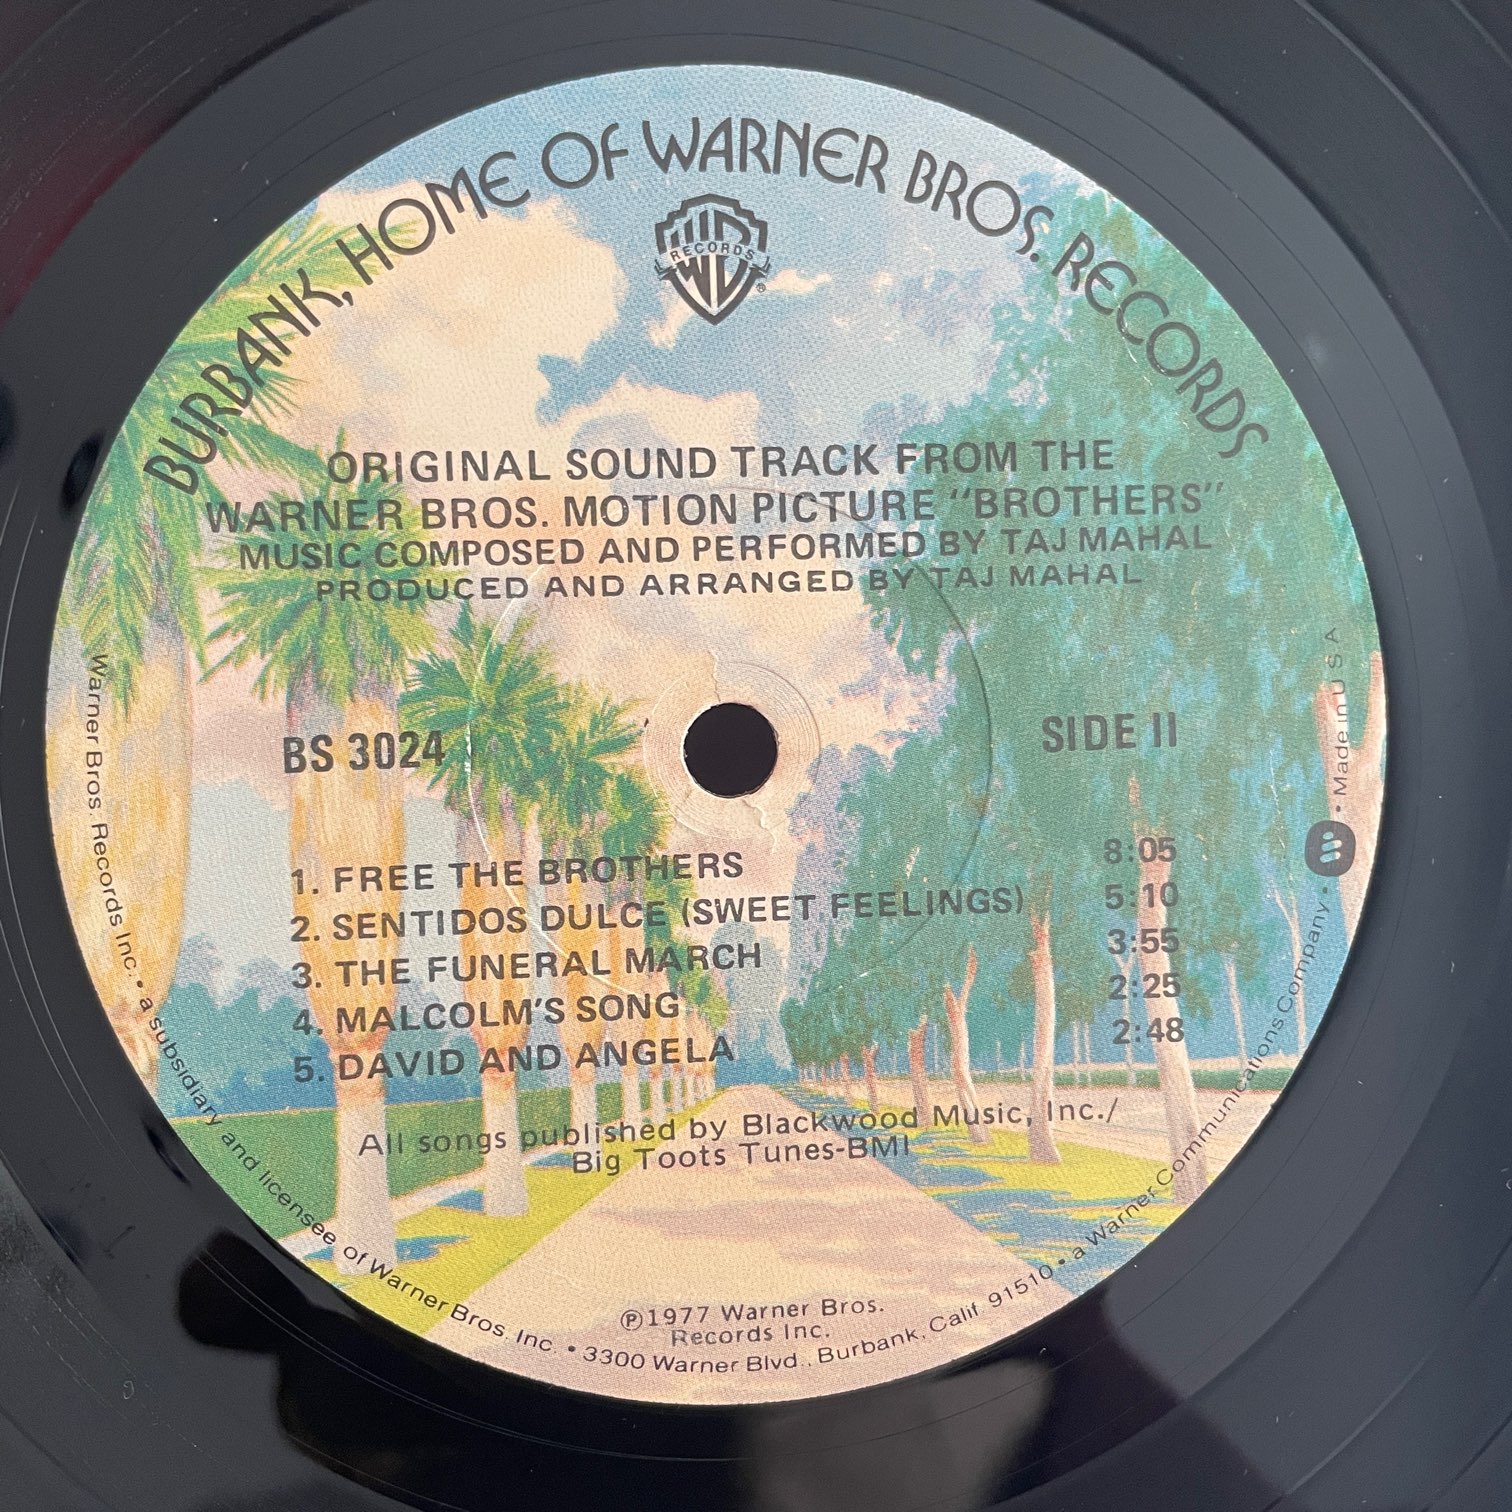 BURBANK, HOME OF WARNER BROS. RECORDS
WB
RECORDS
®
ORIGINAL SOUND TRACK FROM THE
WARNER BROS. MOTION PICTURE "BROTHERS"
MUSIC COMPOSED AND PERFORMED BY TAJ MAHAL
PRODUCED AND ARRANGED BY TAJ MAHAL
BS 3024
SIDE II
1. FREE THE BROTHERS 8:05
2. SENTIDOS DULCE (SWEET FEELINGS) 5:10
3. THE FUNERAL MARCH 3:55
4. MALCOLM'S SONG 2:25
5. DAVID AND ANGELA 2:48
All songs published by Blackwood Music, Inc./
Big Toots Tunes-BMI
℗1977 Warner Bros.
Records Inc.
Warner Bros. Records Inc. • a subsidiary and licensee of Warner Bros. Inc. • 3300 Warner Blvd., Burbank, Calif. 91510 • a Warner Communications Company • • Made in U S A